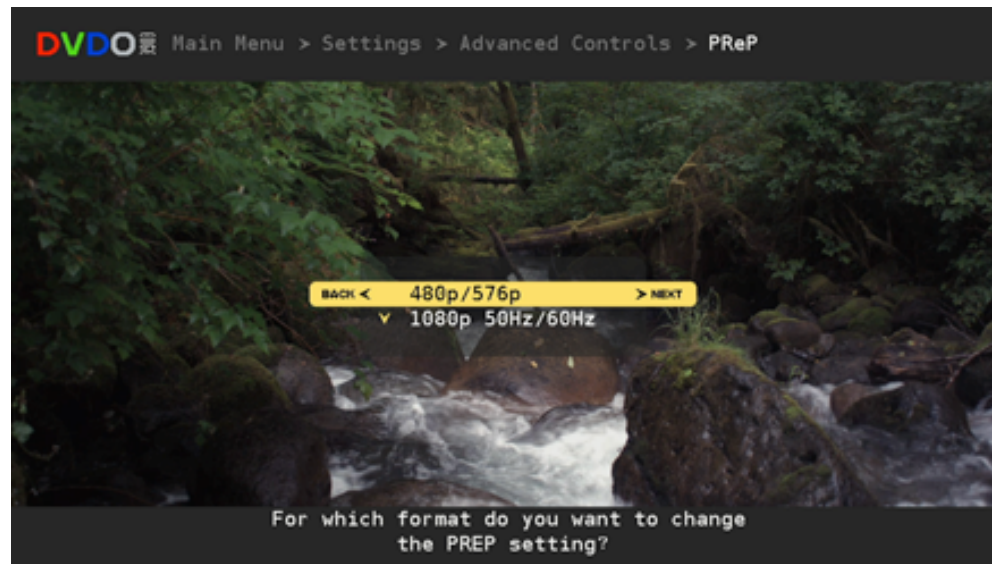 DVDO Main Menu > Settings > Advanced Controls > PReP
BACK < 480p/576p > NEXT
1080p 50Hz/60Hz
For which format do you want to change
the PREP setting?